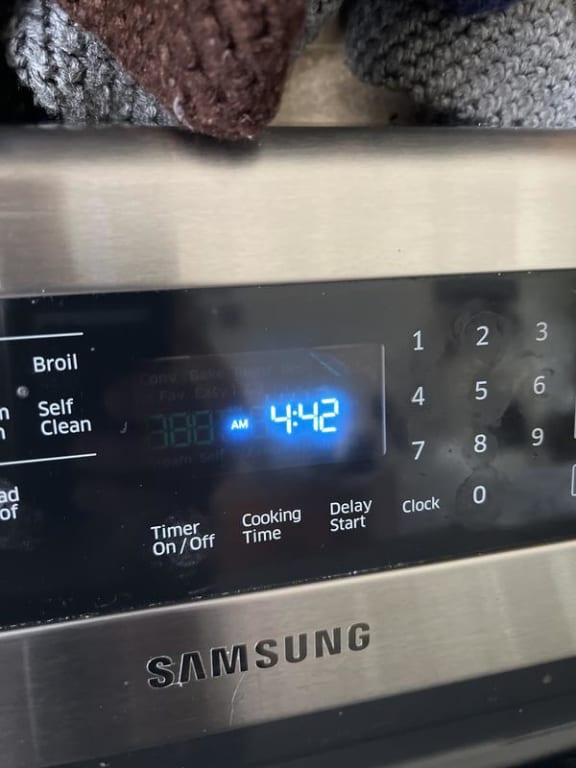 Broil
Self
Clean
AM 4:42
1 2 3
4 5 6
7 8 9
0
Timer
On / Off
Cooking
Time
Delay
Start
Clock
SAMSUNG